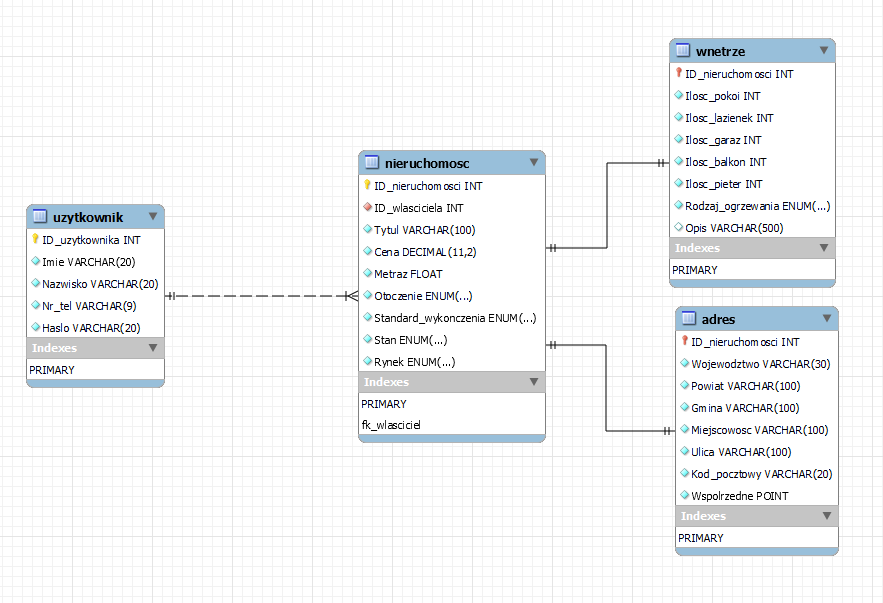 uzytkownik
ID_uzytkownika INT
Imie VARCHAR(20)
Nazwisko VARCHAR(20)
Nr_tel VARCHAR(9)
Haslo VARCHAR(20)
Indexes
PRIMARY
nieruchomosc
ID_nieruchomosci INT
ID_wlasciciela INT
Tytul VARCHAR(100)
Cena DECIMAL(11,2)
Metraz FLOAT
Otoczenie ENUM(...)
Standard_wykonczenia ENUM(...)
Stan ENUM(...)
Rynek ENUM(...)
Indexes
PRIMARY
fk_wlasciciel
wnetrze
ID_nieruchomosci INT
Ilosc_pokoi INT
Ilosc_lazienek INT
Ilosc_garaz INT
Ilosc_balkon INT
Ilosc_pieter INT
Rodzaj_ogrzewania ENUM(...)
Opis VARCHAR(500)
Indexes
PRIMARY
adres
ID_nieruchomosci INT
Wojewodztwo VARCHAR(30)
Powiat VARCHAR(100)
Gmina VARCHAR(100)
Miejscowosc VARCHAR(100)
Ulica VARCHAR(100)
Kod_pocztowy VARCHAR(20)
Wspolrzedne POINT
Indexes
PRIMARY